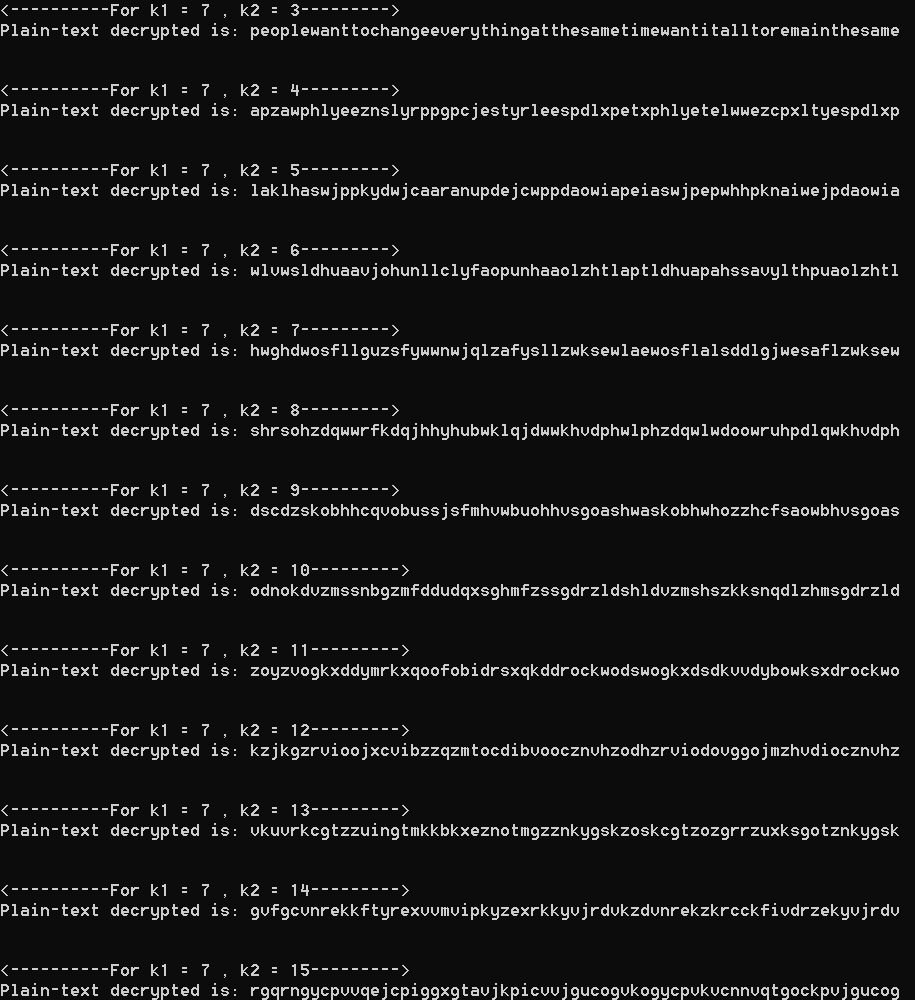 <----------For k1 = 7 , k2 = 3--------->
Plain-text decrypted is: peoplewanttochangeeverythingatthesametimewantitalltoremainthesame
<----------For k1 = 7 , k2 = 4--------->
Plain-text decrypted is: apzawphlyeeznslyrppgpcjestyrleespdlxpetxphlyetelwwezcpxltyespdlxp
<----------For k1 = 7 , k2 = 5--------->
Plain-text decrypted is: laklhaswjppkydwjcaaranupdejcwppdaowiapeiaswjpepwhhpknaiwejpdaowia
<----------For k1 = 7 , k2 = 6--------->
Plain-text decrypted is: wlvwsldhuaavjohunllclyfaopunhaaolzhtlaptldhuapahssavylthpuaolzhtl
<----------For k1 = 7 , k2 = 7--------->
Plain-text decrypted is: hwghdwosfllguzsfywwnwjqlzafysllzwksewlaewosflalsddlgjwesaflzwksew
<----------For k1 = 7 , k2 = 8--------->
Plain-text decrypted is: shrsohzdqwwrfkdqjhhyhubwklqjdwwkhvdphwlphzdqwlwdoowruhpdlqwkhvdph
<----------For k1 = 7 , k2 = 9--------->
Plain-text decrypted is: dscdzskobhhcqvobussjsfmhvwbuohhvsgoashwaskobhwhozzhcfsaowbhvsgoas
<----------For k1 = 7 , k2 = 10--------->
Plain-text decrypted is: odnokdvzmssnbgzmfddudqxsghmfzssgdrzldshldvzmshszkksnqdlzhmsgdrzld
<----------For k1 = 7 , k2 = 11--------->
Plain-text decrypted is: zoyzvogkxddymrkxqoofobidrsxqkddrockwodswogkxdsdkvvdybowksxdrockwo
<----------For k1 = 7 , k2 = 12--------->
Plain-text decrypted is: kzjkgzrvioojxcvibzzqzmtocdibvoocznvhzodhzrviodovggojmzhvdiocznvhz
<----------For k1 = 7 , k2 = 13--------->
Plain-text decrypted is: vkuvrkcgtzzuingtmkkbkxeznotmgzznkygskzoskcgtzozgrrzuxksgotznkygsk
<----------For k1 = 7 , k2 = 14--------->
Plain-text decrypted is: gvfgcvnrekkftyrexvvmvipkyzexrkkyvjrdvkzdvnrekzkrcckfivdrzekyvjrdv
<----------For k1 = 7 , k2 = 15--------->
Plain-text decrypted is: rgqrngycpvvqejcpiggxgtavjkpicvvjgucogvkogycpvkvcnnvqtgockpvjgucog